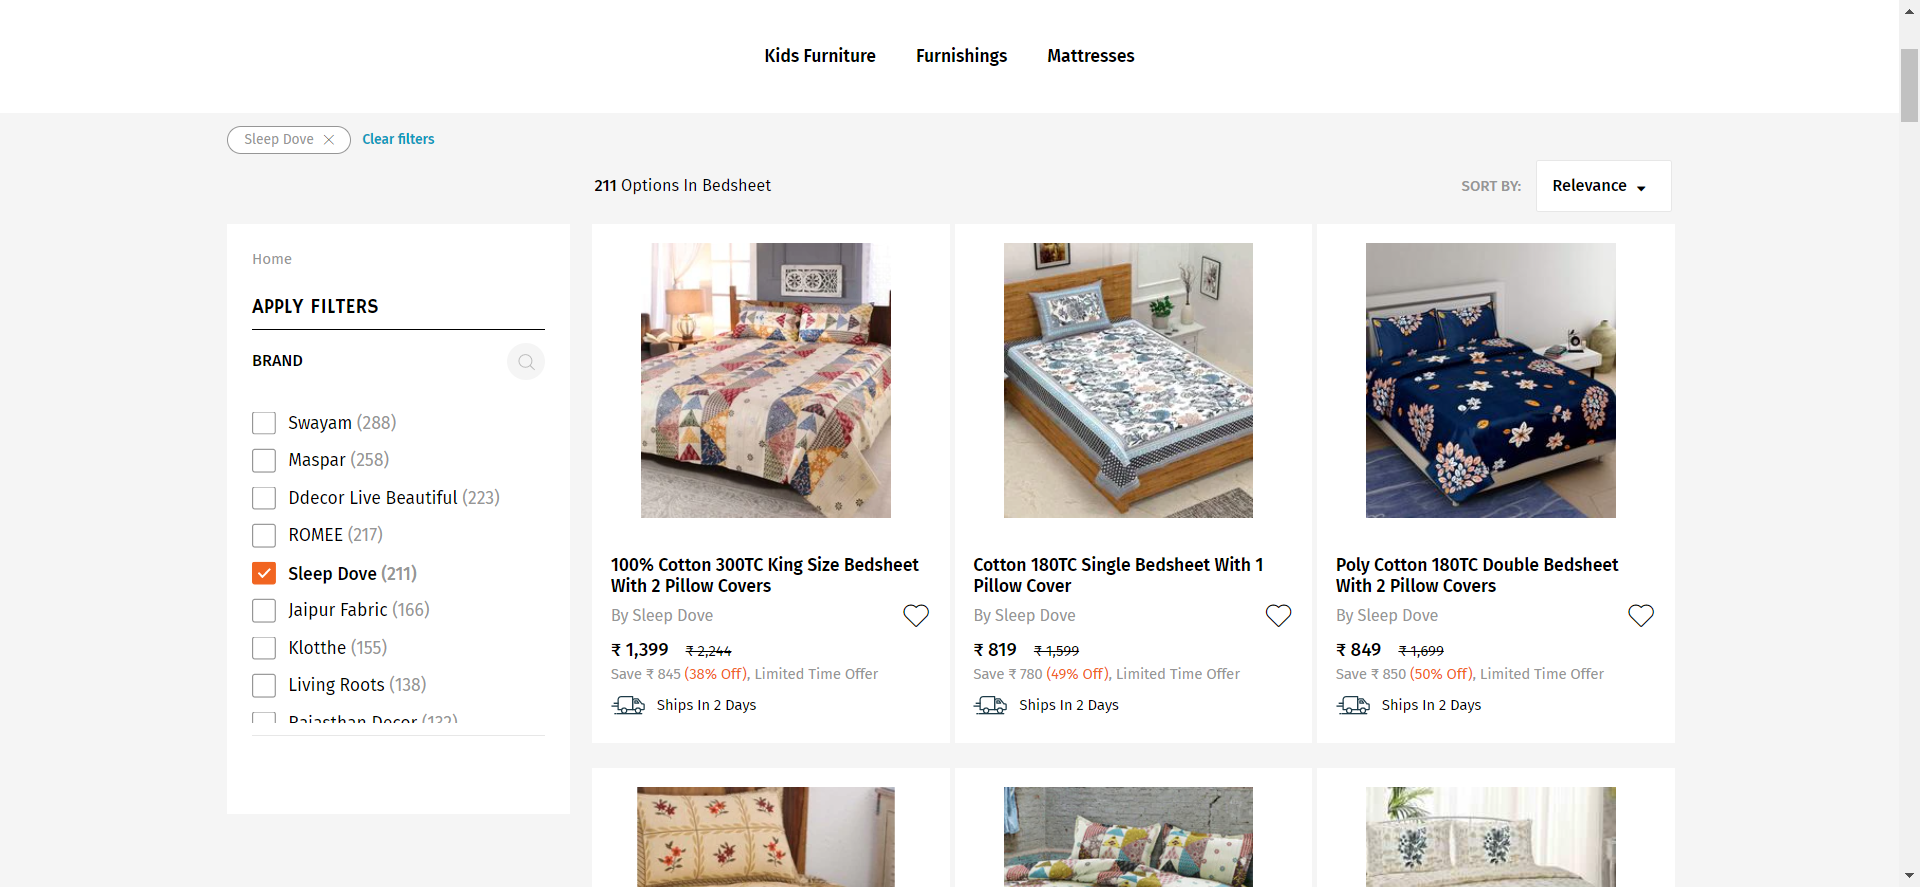 Kids Furniture Furnishings Mattresses
Sleep Dove Clear filters
211 Options In Bedsheet
SORT BY: Relevance
Home
APPLY FILTERS
BRAND
Swayam (288)
Maspar (258)
Ddecor Live Beautiful (223)
ROMEE (217)
Sleep Dove (211)
Jaipur Fabric (166)
Klotthe (155)
Living Roots (138)
Rajasthan Decor (132)
100% Cotton 300TC King Size Bedsheet
With 2 Pillow Covers
By Sleep Dove
₹ 1,399 ₹ 2,244
Save ₹ 845 (38% Off), Limited Time Offer
Ships In 2 Days
Cotton 180TC Single Bedsheet With 1
Pillow Cover
By Sleep Dove
₹ 819 ₹ 1,599
Save ₹ 780 (49% Off), Limited Time Offer
Ships In 2 Days
Poly Cotton 180TC Double Bedsheet
With 2 Pillow Covers
By Sleep Dove
₹ 849 ₹ 1,699
Save ₹ 850 (50% Off), Limited Time Offer
Ships In 2 Days